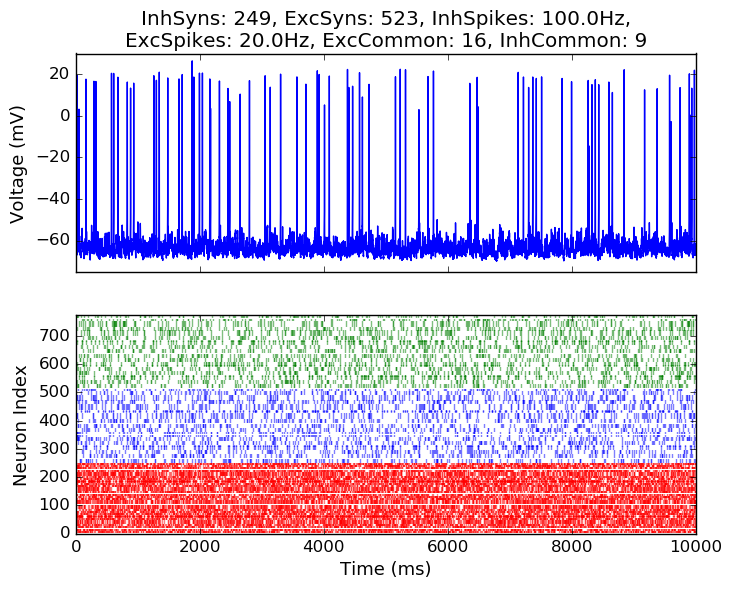 InhSyns: 249, ExcSyns: 523, InhSpikes: 100.0Hz,
ExcSpikes: 20.0Hz, ExcCommon: 16, InhCommon: 9
Voltage (mV)
20
0
−20
−40
−60
Neuron Index
700
600
500
400
300
200
100
0
0 2000 4000 6000 8000 10000
Time (ms)